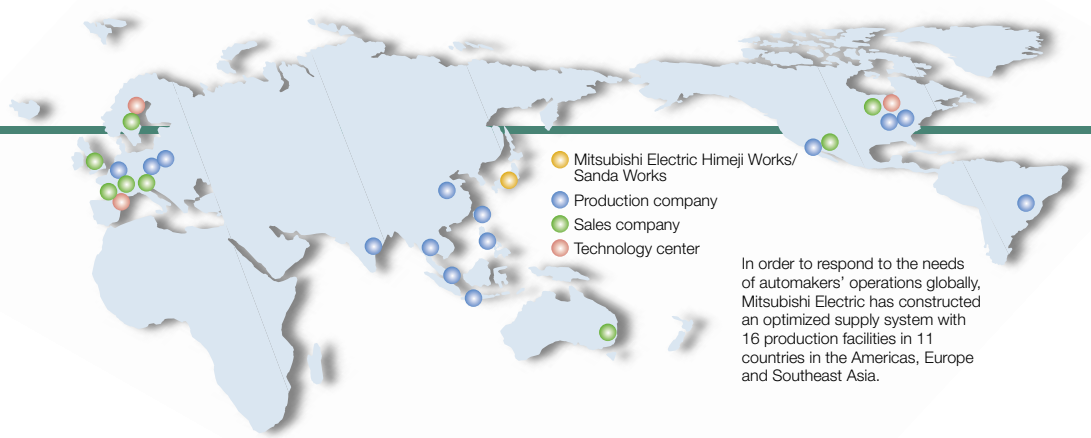 Mitsubishi Electric Himeji Works/
Sanda Works
Production company
Sales company
Technology center
In order to respond to the needs
of automakers’ operations globally,
Mitsubishi Electric has constructed
an optimized supply system with
16 production facilities in 11
countries in the Americas, Europe
and Southeast Asia.